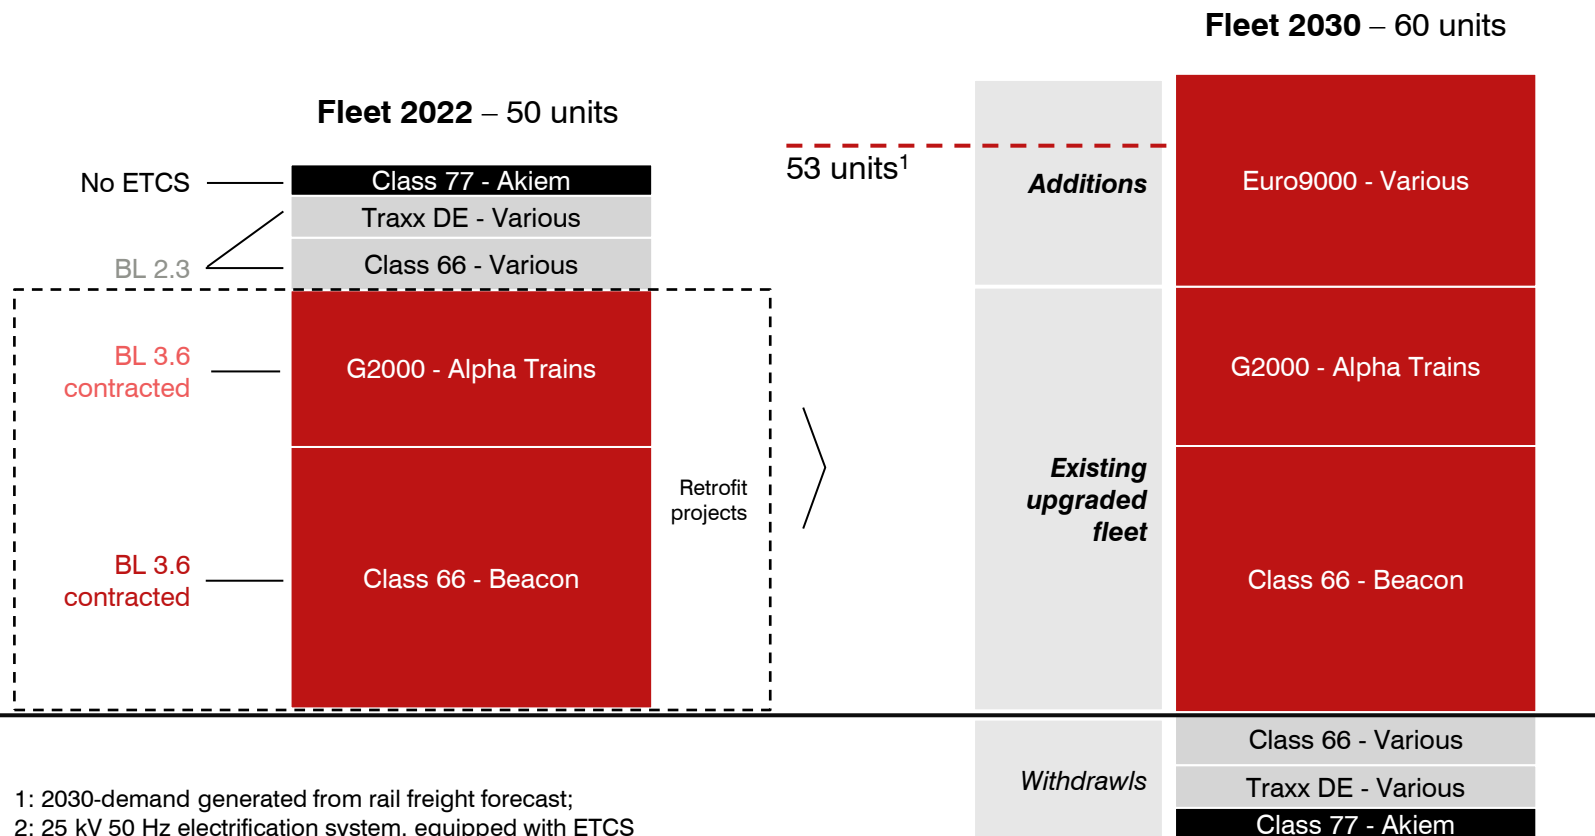 Fleet 2030 – 60 units
Fleet 2022 – 50 units
No ETCS
BL 2.3
BL 3.6
contracted
BL 3.6
contracted
Class 77 - Akiem
Traxx DE - Various
Class 66 - Various
G2000 - Alpha Trains
Class 66 - Beacon
Retrofit
projects
53 units¹
Additions
Existing
upgraded
fleet
Withdrawls
Euro9000 - Various
G2000 - Alpha Trains
Class 66 - Beacon
Class 66 - Various
Traxx DE - Various
Class 77 - Akiem
1: 2030-demand generated from rail freight forecast;
2: 25 kV 50 Hz electrification system, equipped with ETCS